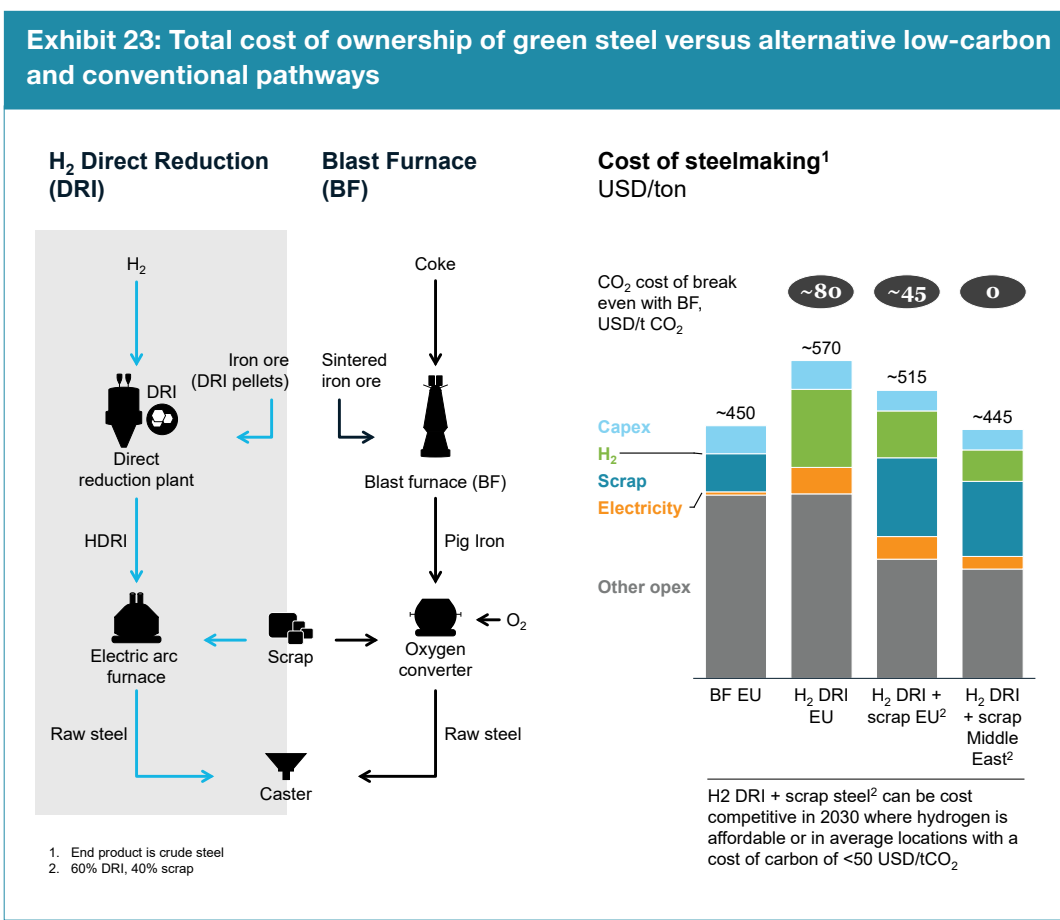 Exhibit 23: Total cost of ownership of green steel versus alternative low-carbon
and conventional pathways
H₂ Direct Reduction
(DRI)
H₂
Iron ore
(DRI pellets)
DRI
Direct
reduction plant
HDRI
Electric arc
furnace
Raw steel
Blast Furnace
(BF)
Coke
Sintered
iron ore
Blast furnace (BF)
Pig Iron
O₂
Scrap
Oxygen
converter
Raw steel
Caster
1. End product is crude steel
2. 60% DRI, 40% scrap
Cost of steelmaking¹
USD/ton
CO₂ cost of break
even with BF,
USD/t CO₂
~80
~45
0
~450
~570
~515
~445
Capex
H₂
Scrap
Electricity
Other opex
BF EU
H₂ DRI
EU
H₂ DRI +
scrap EU²
H₂ DRI
+ scrap
Middle
East²
H2 DRI + scrap steel² can be cost
competitive in 2030 where hydrogen is
affordable or in average locations with a
cost of carbon of <50 USD/tCO₂